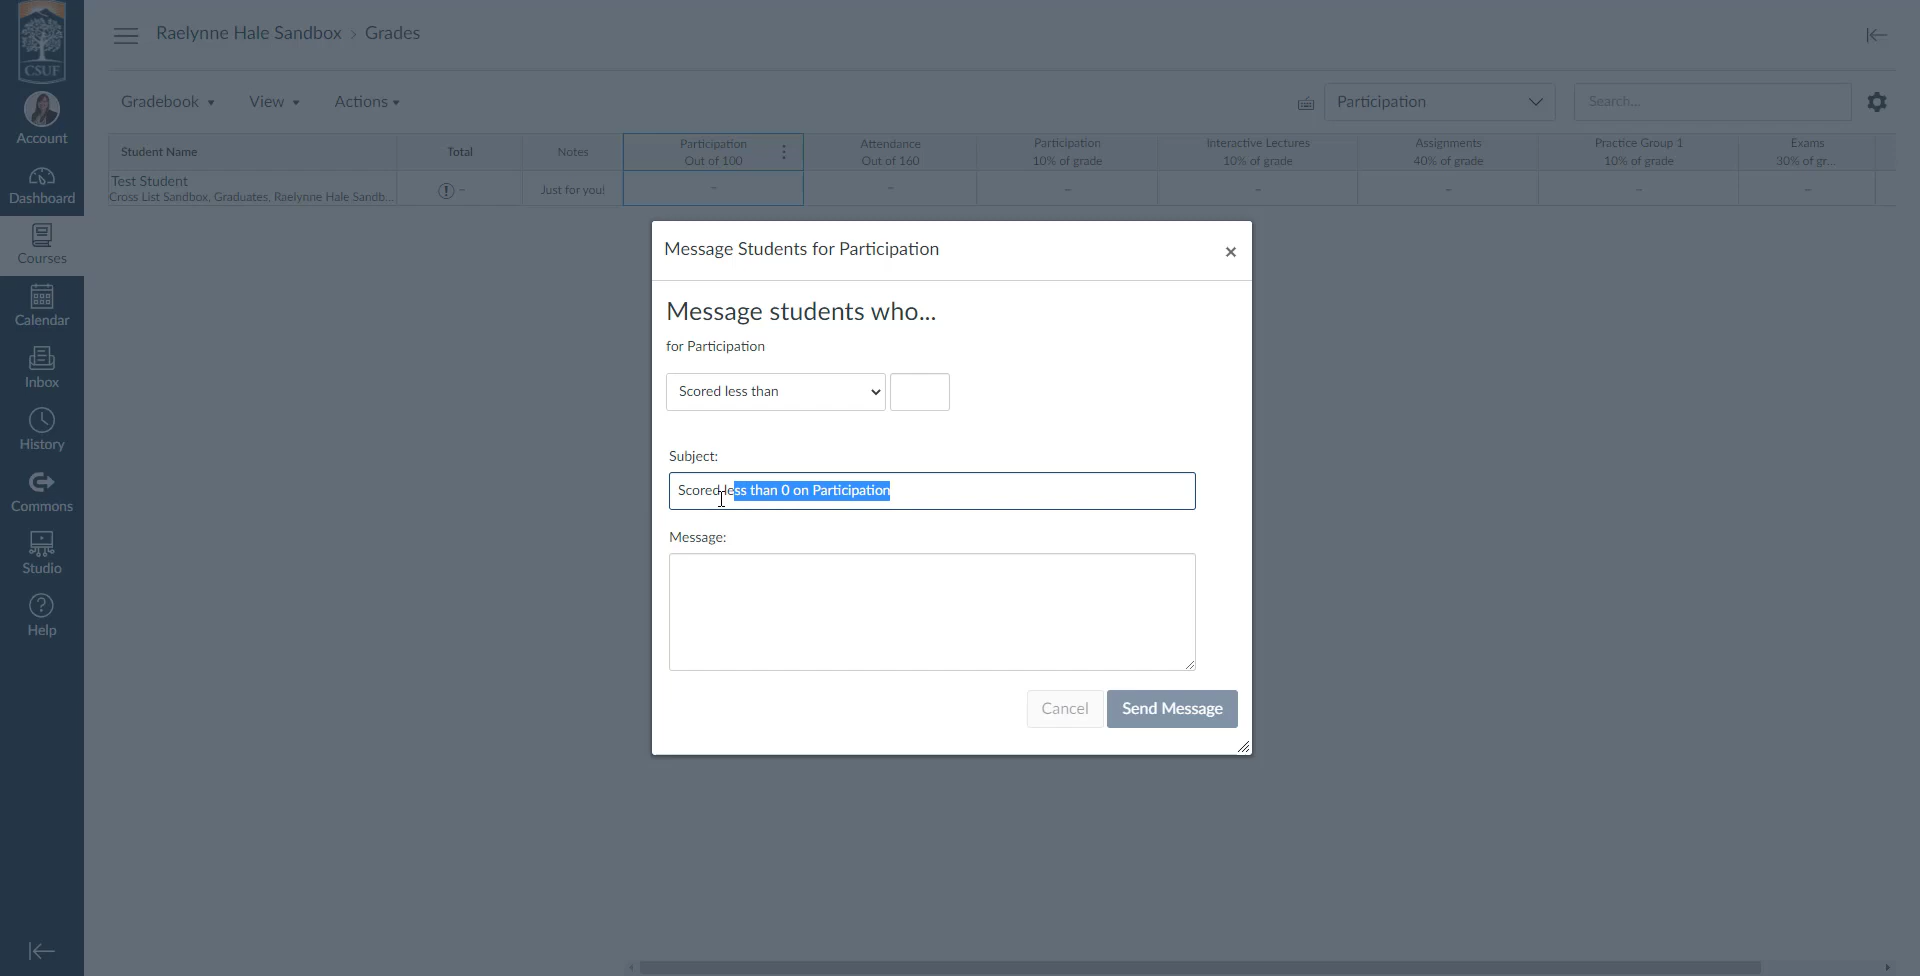 CSUF
Account
Dashboard
Courses
Calendar
Inbox
History
Commons
Studio
Help
Raelynne Hale Sandbox › Grades
Gradebook
View
Actions
Participation
Search...
Student Name
Total
Notes
Participation
Out of 100
Attendance
Out of 160
Participation
10% of grade
Interactive Lectures
10% of grade
Assignments
40% of grade
Practice Group 1
10% of grade
Exams
30% of gr...
Test Student
Cross List Sandbox, Graduates, Raelynne Hale Sandb...
–
Just for you!
–
–
–
–
–
–
–
Message Students for Participation
×
Message students who...
for Participation
Scored less than
Subject:
Scored less than 0 on Participation
Message:
Cancel
Send Message